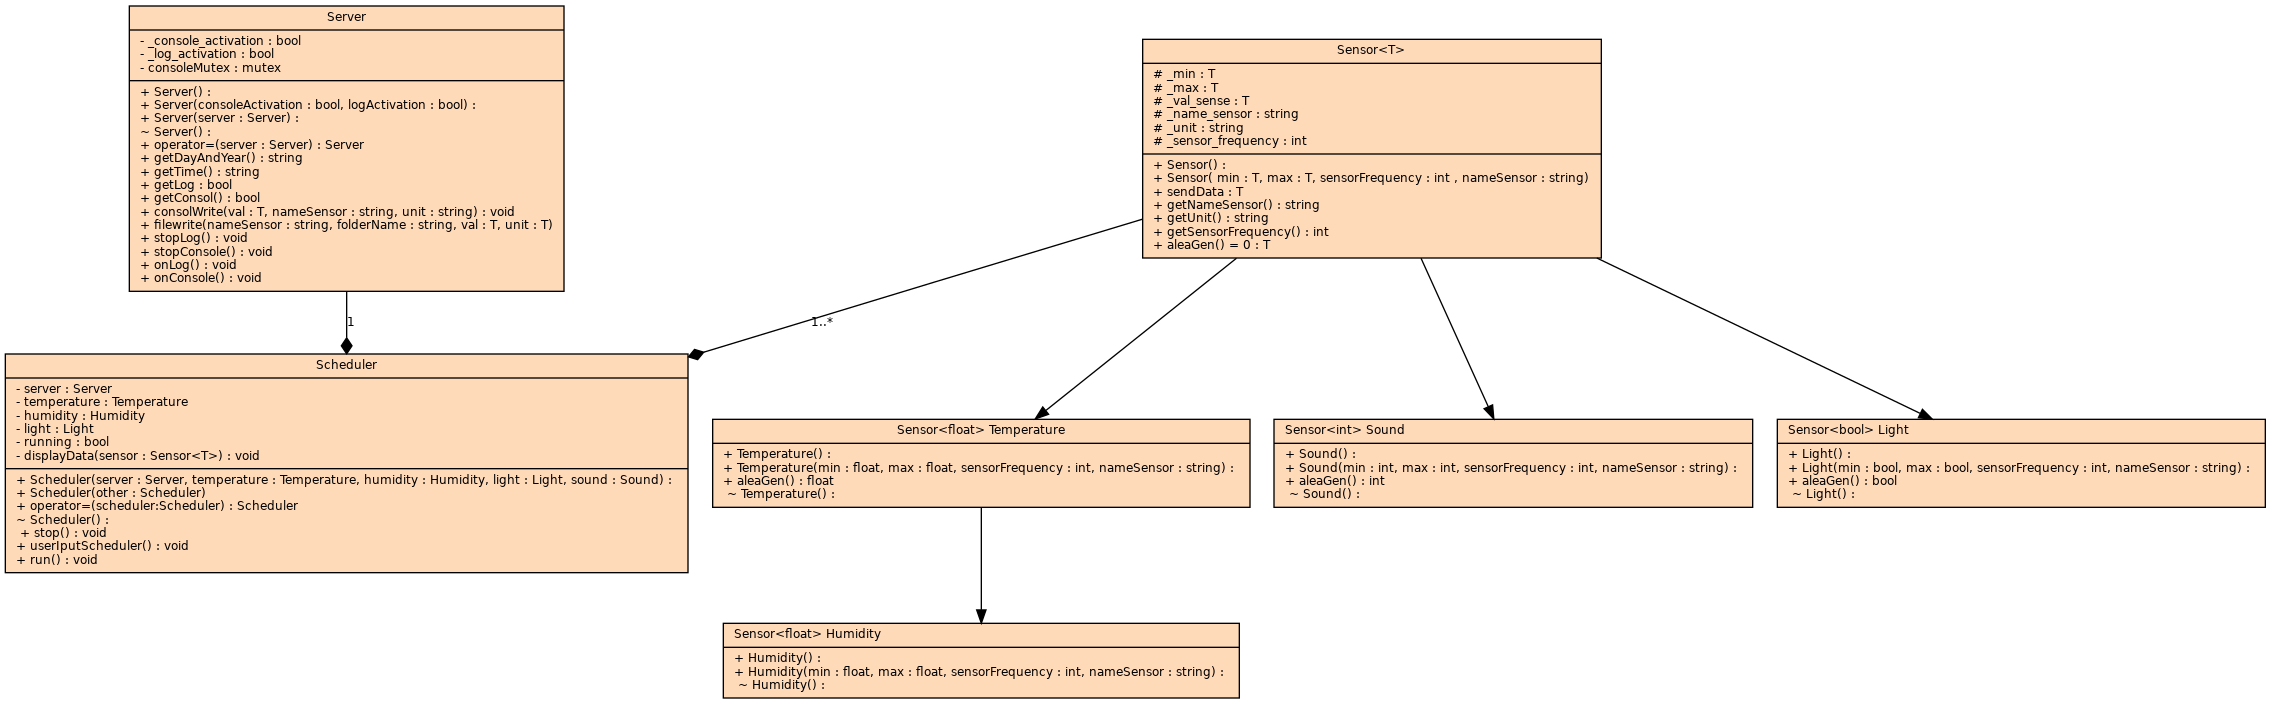 Server
- _console_activation : bool
- _log_activation : bool
- consoleMutex : mutex
+ Server() :
+ Server(consoleActivation : bool, logActivation : bool) :
+ Server(server : Server) :
~ Server() :
+ operator=(server : Server) : Server
+ getDayAndYear() : string
+ getTime() : string
+ getLog : bool
+ getConsol() : bool
+ consolWrite(val : T, nameSensor : string, unit : string) : void
+ filewrite(nameSensor : string, folderName : string, val : T, unit : T)
+ stopLog() : void
+ stopConsole() : void
+ onLog() : void
+ onConsole() : void
Sensor<T>
# _min : T
# _max : T
# _val_sense : T
# _name_sensor : string
# _unit : string
# _sensor_frequency : int
+ Sensor() :
+ Sensor( min : T, max : T, sensorFrequency : int , nameSensor : string)
+ sendData : T
+ getNameSensor() : string
+ getUnit() : string
+ getSensorFrequency() : int
+ aleaGen() = 0 : T
1
1..*
Scheduler
- server : Server
- temperature : Temperature
- humidity : Humidity
- light : Light
- running : bool
- displayData(sensor : Sensor<T>) : void
+ Scheduler(server : Server, temperature : Temperature, humidity : Humidity, light : Light, sound : Sound) :
+ Scheduler(other : Scheduler)
+ operator=(scheduler:Scheduler) : Scheduler
~ Scheduler() :
+ stop() : void
+ userIputScheduler() : void
+ run() : void
Sensor<float> Temperature
+ Temperature() :
+ Temperature(min : float, max : float, sensorFrequency : int, nameSensor : string) :
+ aleaGen() : float
~ Temperature() :
Sensor<int> Sound
+ Sound() :
+ Sound(min : int, max : int, sensorFrequency : int, nameSensor : string) :
+ aleaGen() : int
~ Sound() :
Sensor<bool> Light
+ Light() :
+ Light(min : bool, max : bool, sensorFrequency : int, nameSensor : string) :
+ aleaGen() : bool
~ Light() :
Sensor<float> Humidity
+ Humidity() :
+ Humidity(min : float, max : float, sensorFrequency : int, nameSensor : string) :
~ Humidity() :